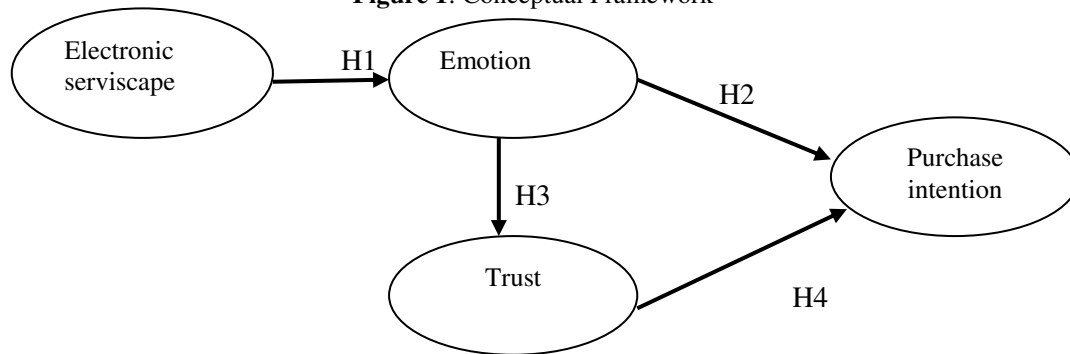 Figure 1. Conceptual Framework
Electronic
serviscape
H1
Emotion
H2
Purchase
intention
H3
Trust
H4